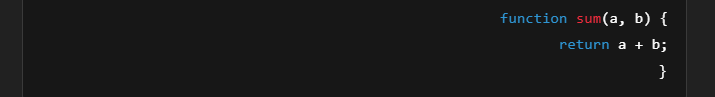 function sum(a, b) {
return a + b;
}